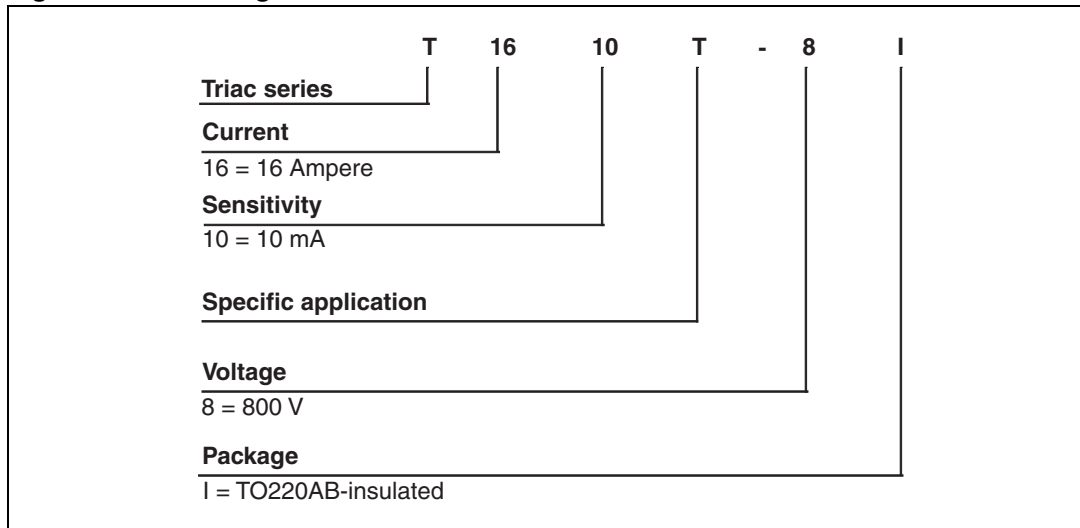 T 16 10 T - 8 I
Triac series
Current
16 = 16 Ampere
Sensitivity
10 = 10 mA
Specific application
Voltage
8 = 800 V
Package
I = TO220AB-insulated